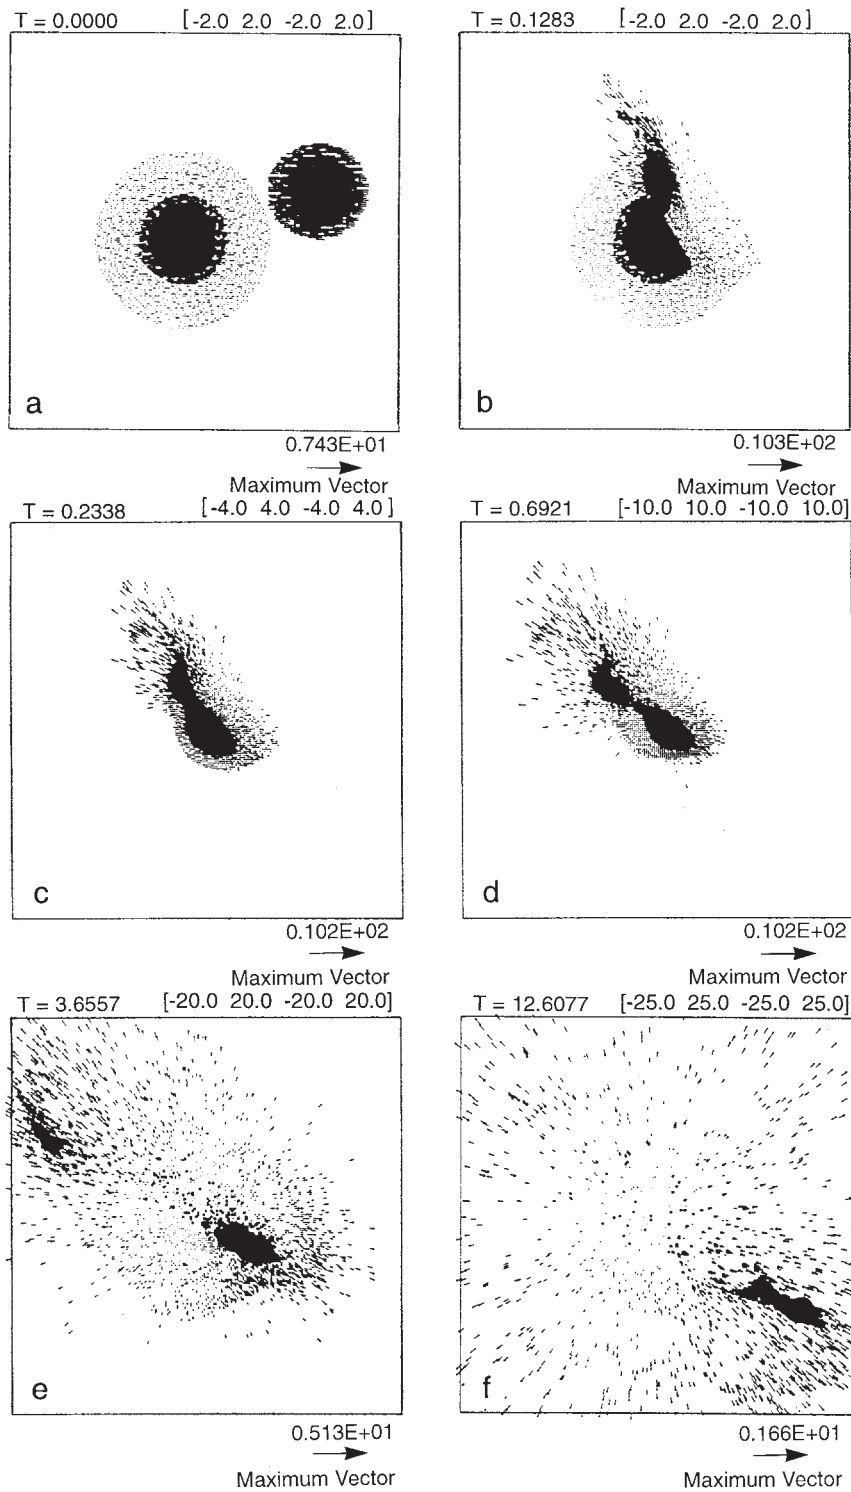 T = 0.0000 [-2.0 2.0 -2.0 2.0]
a
0.743E+01
Maximum Vector
T = 0.1283 [-2.0 2.0 -2.0 2.0]
b
0.103E+02
Maximum Vector
T = 0.2338 [-4.0 4.0 -4.0 4.0]
c
0.102E+02
Maximum Vector
T = 0.6921 [-10.0 10.0 -10.0 10.0]
d
0.102E+02
Maximum Vector
T = 3.6557 [-20.0 20.0 -20.0 20.0]
e
0.513E+01
Maximum Vector
T = 12.6077 [-25.0 25.0 -25.0 25.0]
f
0.166E+01
Maximum Vector